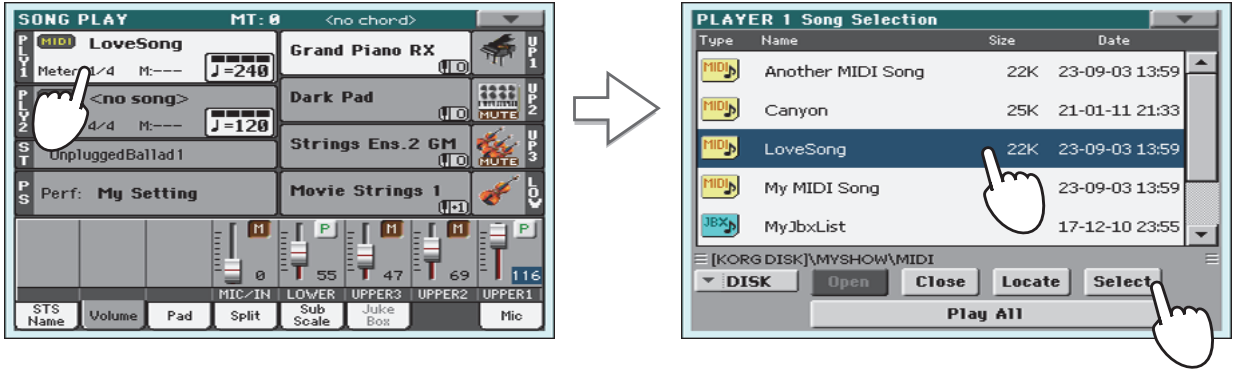 SONG PLAY MT: 0 <no chord>
PLY1 MIDI LoveSong
Meter 1/4 M:--- ♩=240
Grand Piano RX 0 UP1
PLY2 <no song>
4/4 M:--- ♩=120
Dark Pad 0 MUTE UP2
ST UnpluggedBallad1
Strings Ens.2 GM 0 MUTE UP3
PS Perf: My Setting
Movie Strings 1 +1 LOW
M P M M P
0 55 47 69 116
MIC/IN LOWER UPPER3 UPPER2 UPPER1
STS Name Volume Pad Split Sub Scale Juke Box Mic
PLAYER 1 Song Selection
Type Name Size Date
MIDI Another MIDI Song 22K 23-09-03 13:59
MIDI Canyon 25K 21-01-11 21:33
MIDI LoveSong 22K 23-09-03 13:59
MIDI My MIDI Song 23-09-03 13:59
JBX MyJbxList 17-12-10 23:55
[KORG DISK]\MYSHOW\MIDI
DISK Open Close Locate Select
Play All